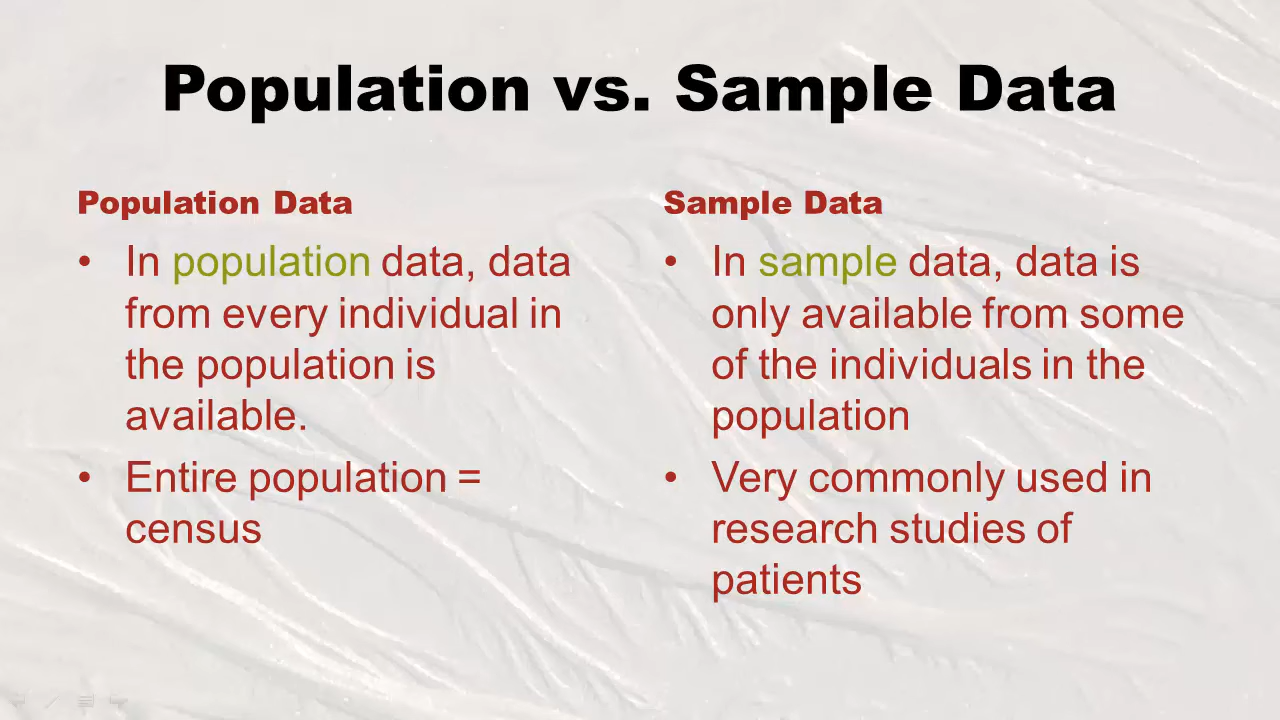 Population vs. Sample Data
Population Data
• In population data, data
from every individual in
the population is
available.
• Entire population =
census
Sample Data
• In sample data, data is
only available from some
of the individuals in the
population
• Very commonly used in
research studies of
patients